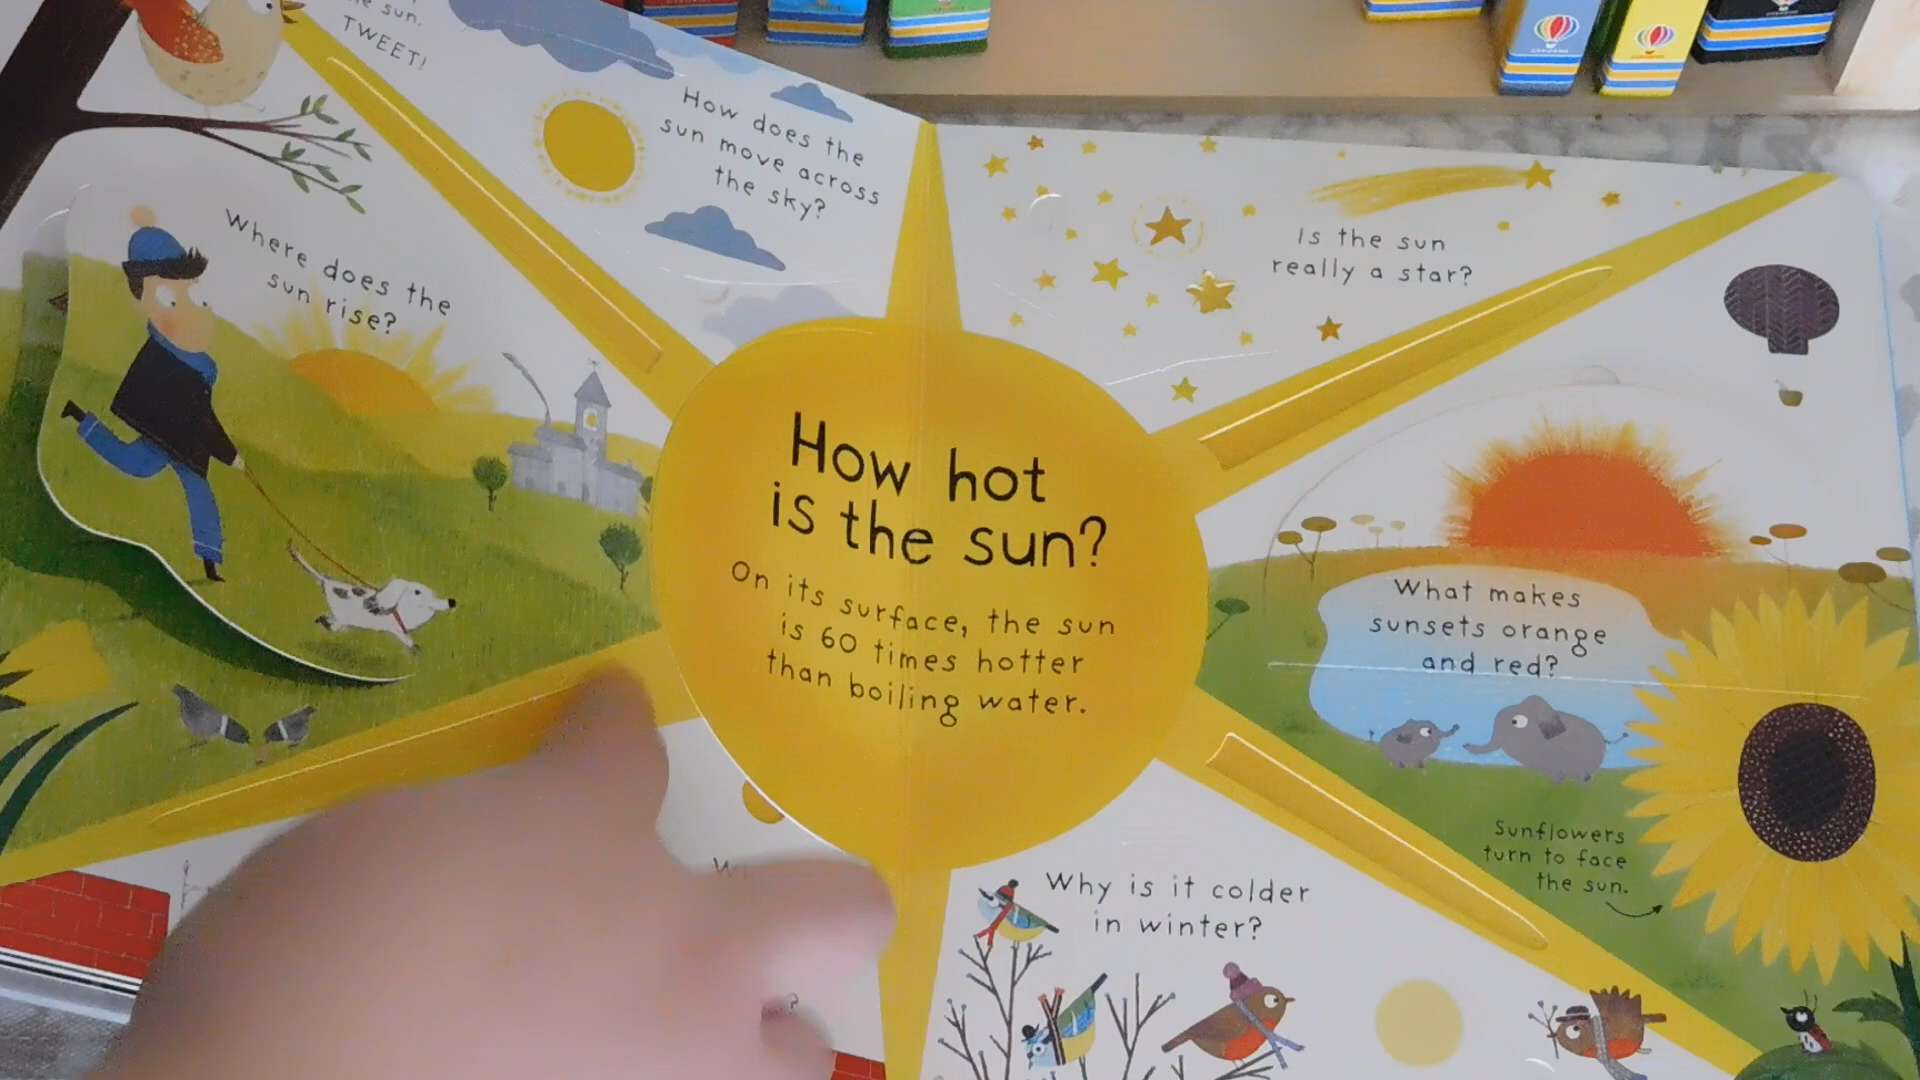 he sun.
TWEET!
How does the
sun move across
the sky?
Where does the
sun rise?
Is the sun
really a star?
How hot
is the sun?
On its surface, the sun
is 60 times hotter
than boiling water.
What makes
sunsets orange
and red?
Sunflowers
turn to face
the sun.
Why is it colder
in winter?